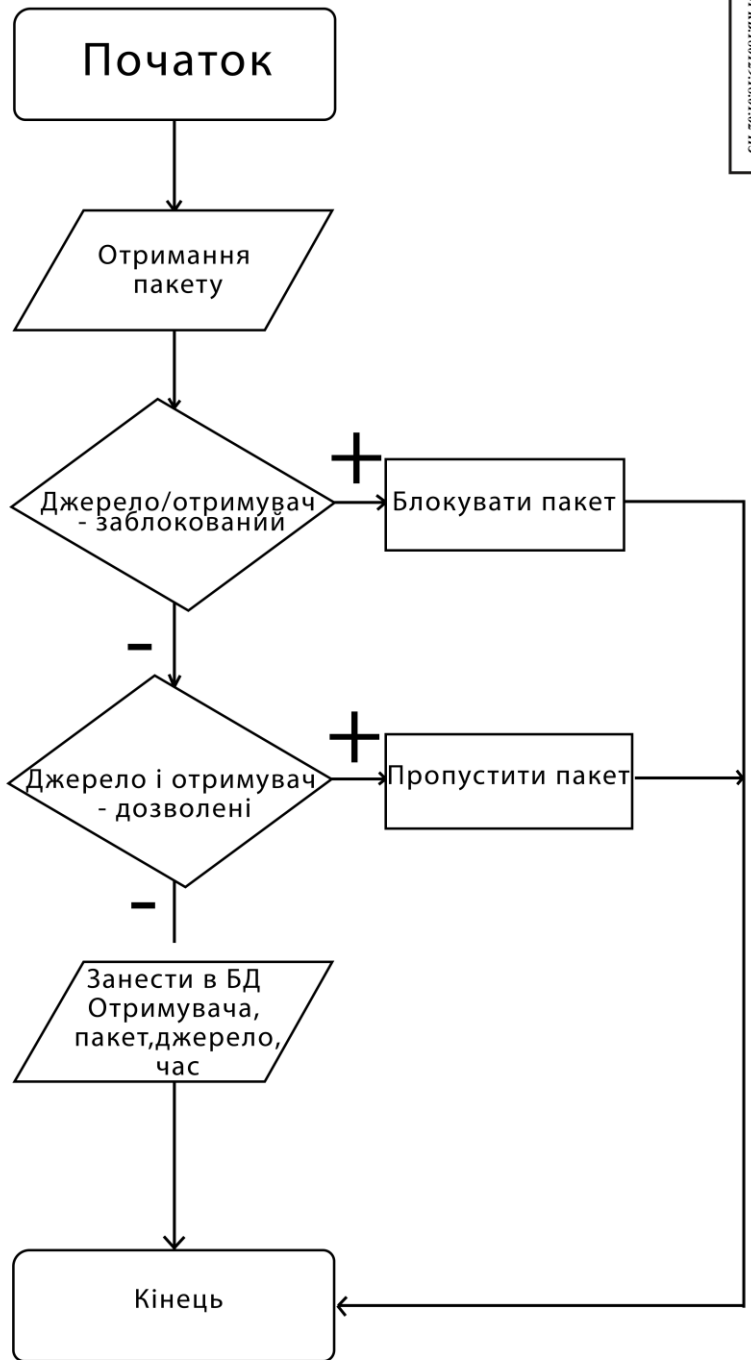 Початок
Отримання
пакету
+
Джерело/отримувач
- заблокований
Блокувати пакет
-
+
Джерело і отримувач
- дозволені
Пропустити пакет
-
Занести в БД
Отримувача,
пакет,джерело,
час
Кінець